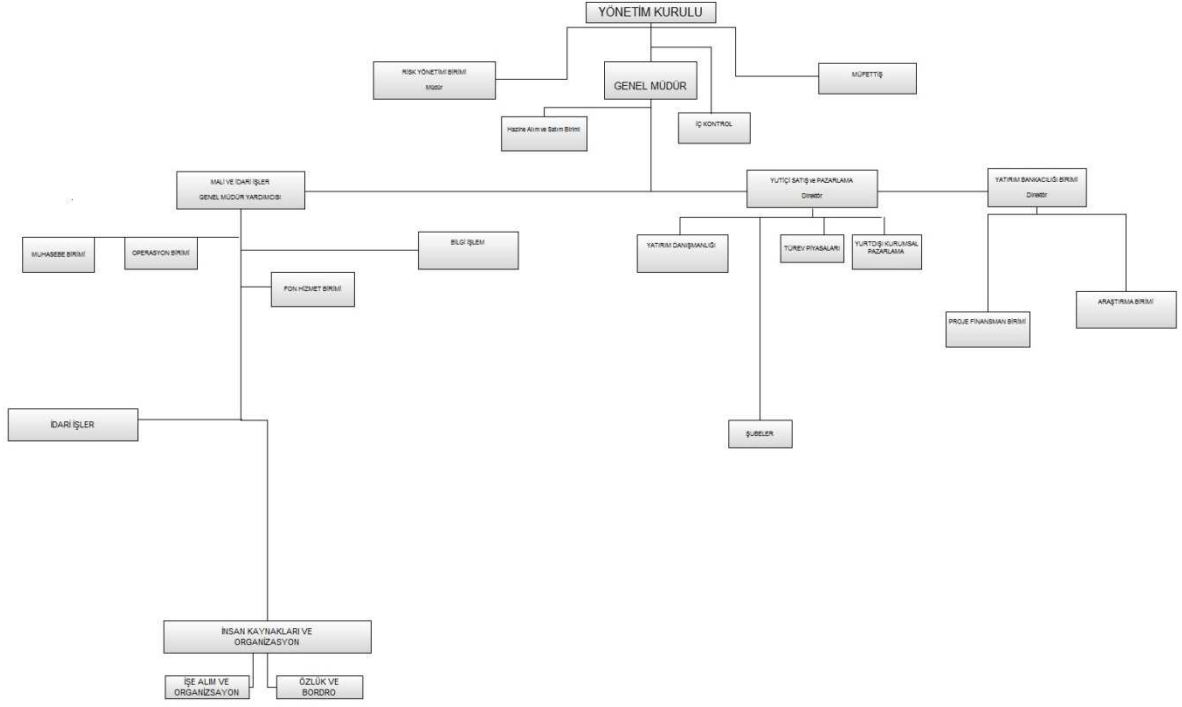 YÖNETİM KURULU
RİSK YÖNETİMİ BİRİMİ
Müdür
GENEL MÜDÜR
MÜFETTİŞ
Hazine Alım ve Satım Birimi
İÇ KONTROL
MALİ VE İDARİ İŞLER
GENEL MÜDÜR YARDIMCISI
YUTİÇİ SATIŞ ve PAZARLAMA
Direktör
YATIRIM BANKACILIĞI BİRİMİ
Direktör
MUHASEBE BİRİMİ
OPERASYON BİRİMİ
BİLGİ İŞLEM
YATIRIM DANIŞMANLIĞI
TÜREV PİYASALARI
YURTDIŞI KURUMSAL
PAZARLAMA
FON HİZMET BİRİMİ
PROJE FİNANSMAN BİRİMİ
ARAŞTIRMA BİRİMİ
İDARİ İŞLER
ŞUBELER
İNSAN KAYNAKLARI VE
ORGANİZASYON
İŞE ALIM VE
ORGANİZSAYON
ÖZLÜK VE
BORDRO